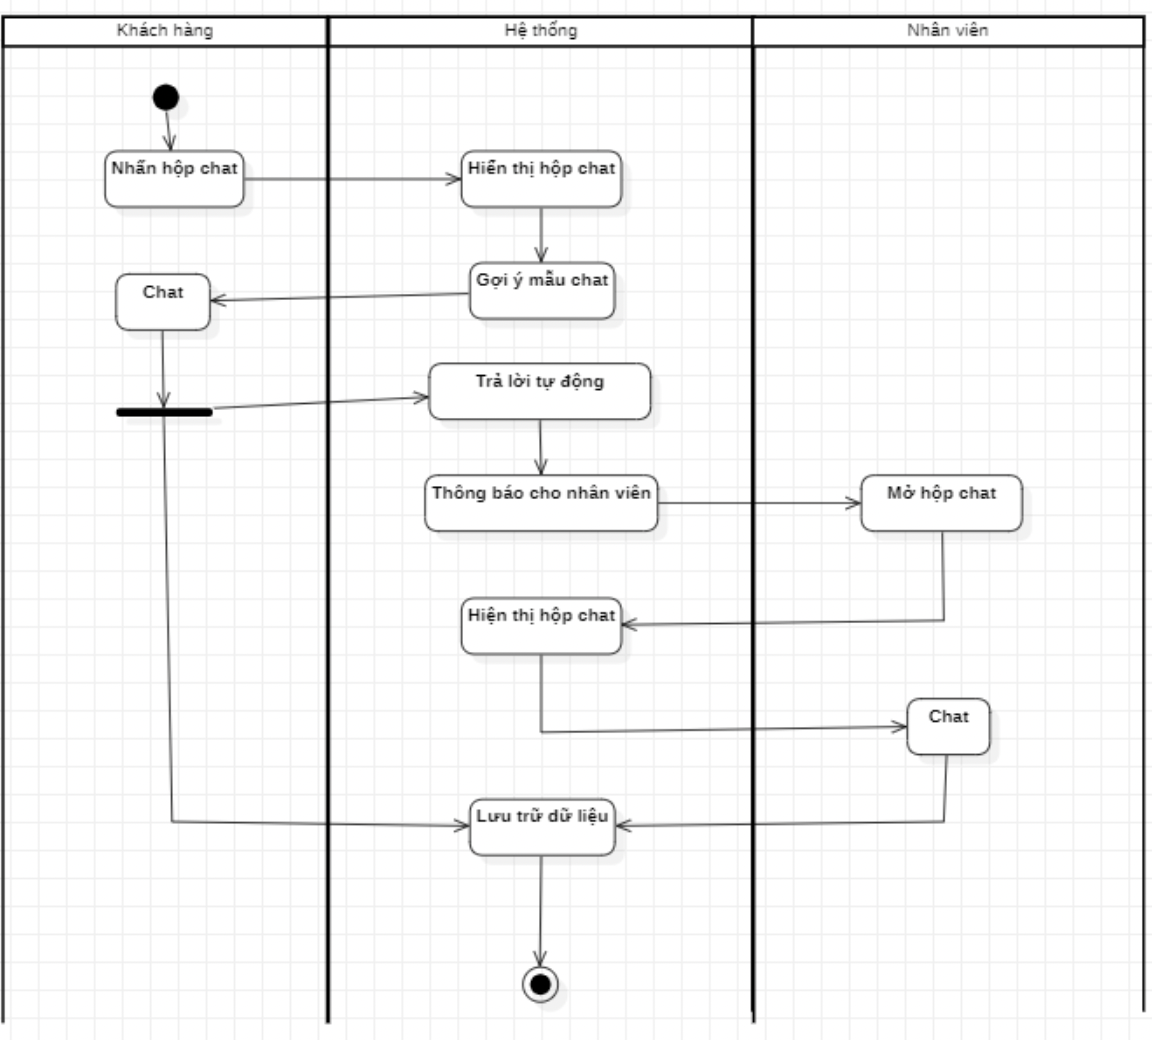 Khách hàng
Hệ thống
Nhân viên
Nhấn hộp chat
Hiển thị hộp chat
Gợi ý mẫu chat
Chat
Trả lời tự động
Thông báo cho nhân viên
Mở hộp chat
Hiện thị hộp chat
Chat
Lưu trữ dữ liệu